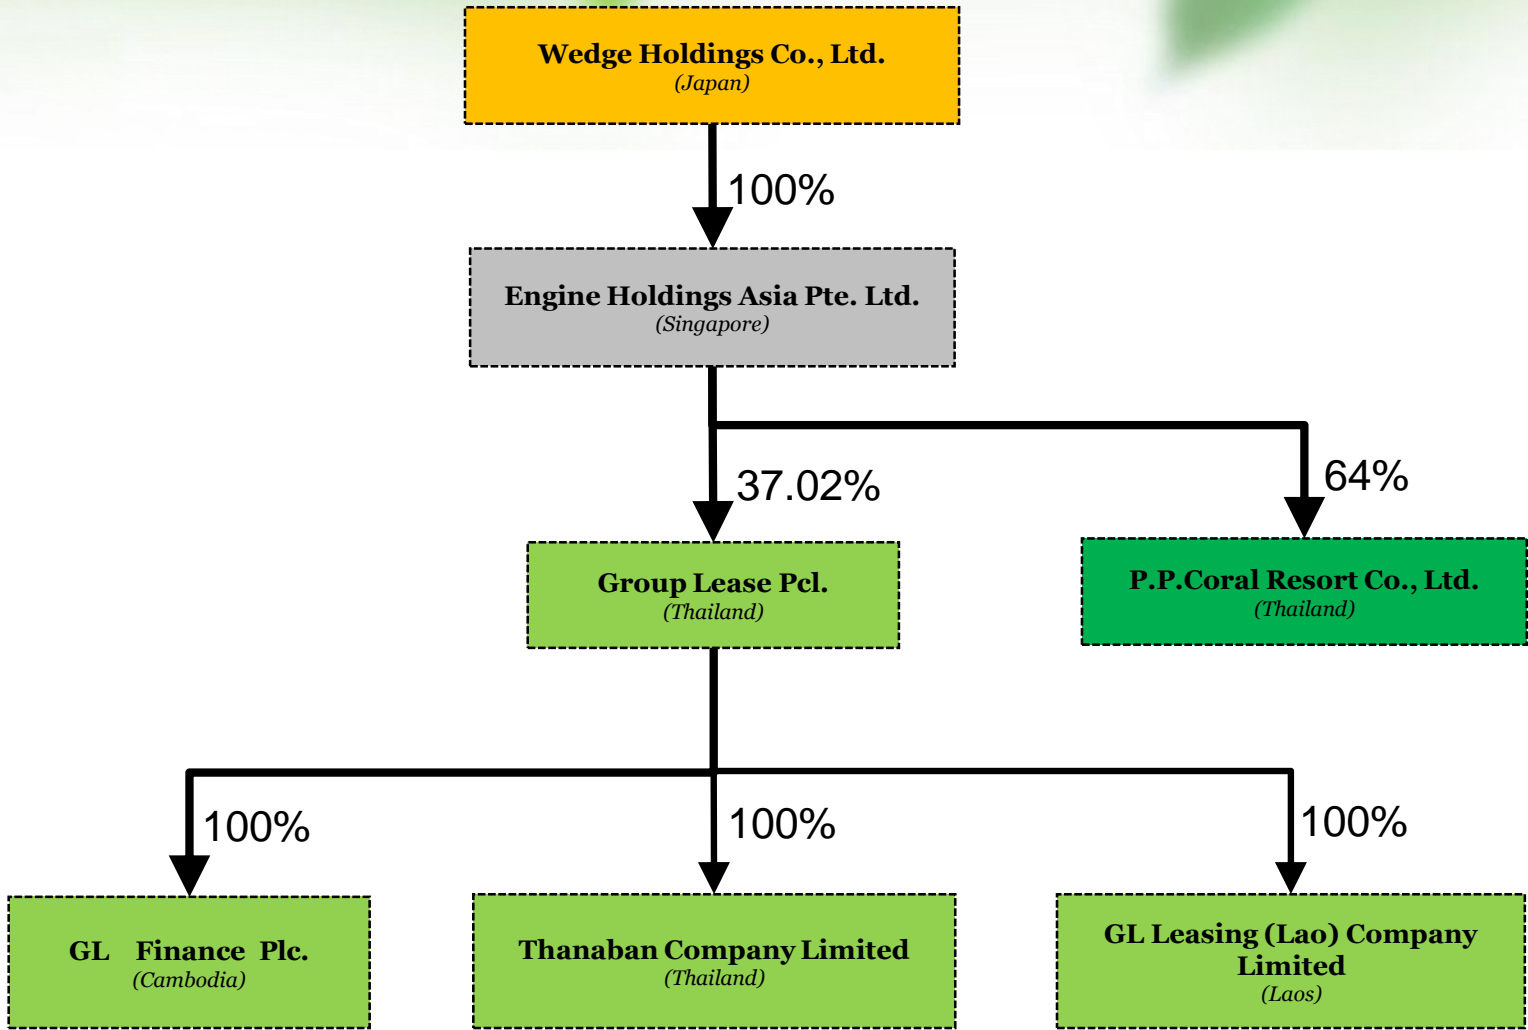 Wedge Holdings Co., Ltd.
(Japan)
100%
Engine Holdings Asia Pte. Ltd.
(Singapore)
37.02%
64%
Group Lease Pcl.
(Thailand)
P.P.Coral Resort Co., Ltd.
(Thailand)
100%
100%
100%
GL Finance Plc.
(Cambodia)
Thanaban Company Limited
(Thailand)
GL Leasing (Lao) Company
Limited
(Laos)